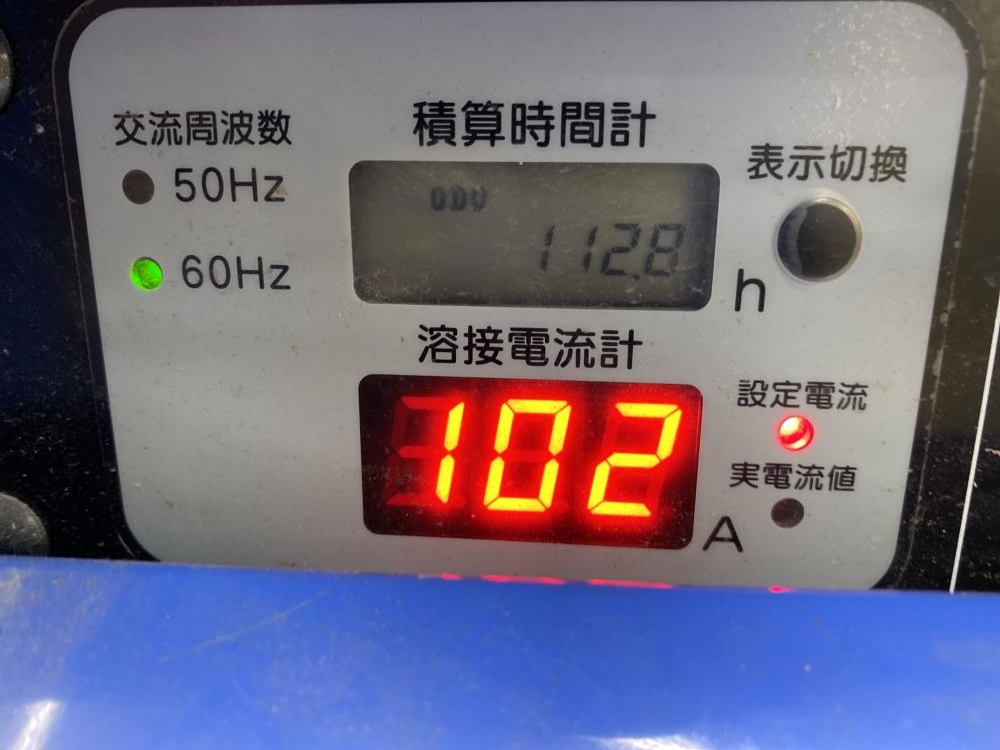 交流周波数
50Hz
60Hz
積算時間計
112.8
h
表示切換
溶接電流計
102
A
設定電流
実電流値